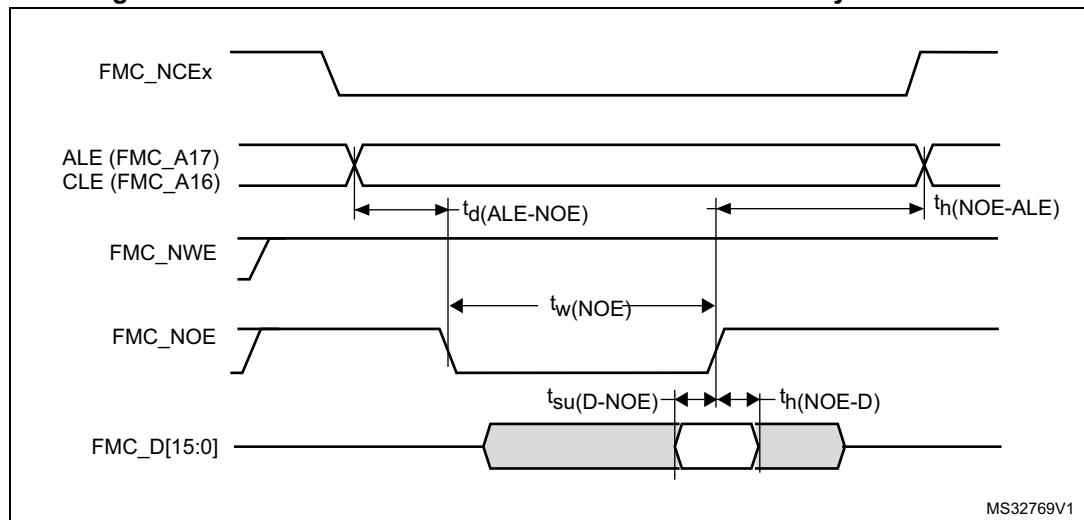 FMC_NCEx
ALE (FMC_A17)
CLE (FMC_A16)
td(ALE-NOE)
th(NOE-ALE)
FMC_NWE
tw(NOE)
FMC_NOE
tsu(D-NOE)
th(NOE-D)
FMC_D[15:0]
MS32769V1